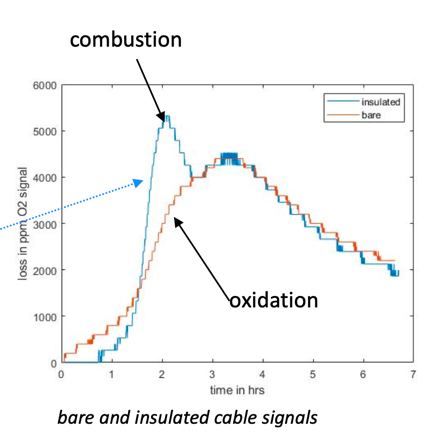 combustion
6000
5000
4000
3000
2000
1000
0
loss in ppm O2 signal
insulated
bare
oxidation
0 1 2 3 4 5 6 7
time in hrs
bare and insulated cable signals